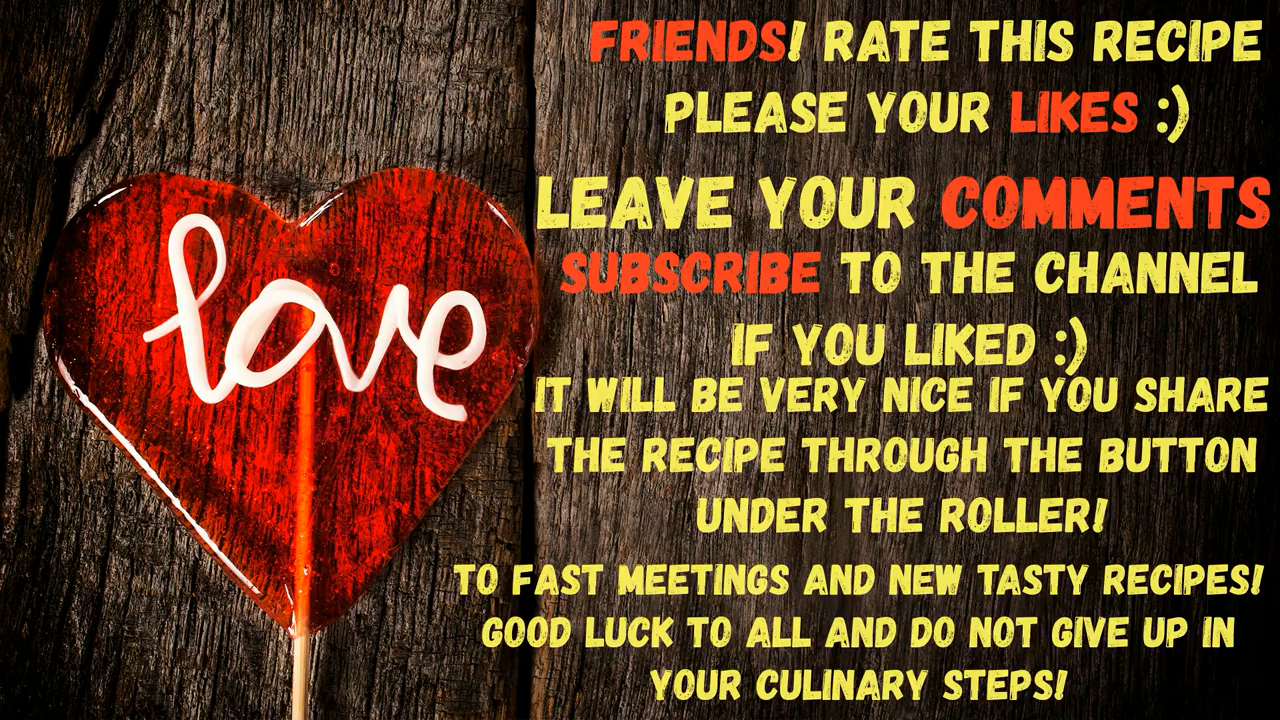 love
FRIENDS! RATE THIS RECIPE
PLEASE YOUR LIKES :)
LEAVE YOUR COMMENTS
SUBSCRIBE TO THE CHANNEL
IF YOU LIKED :)
IT WILL BE VERY NICE IF YOU SHARE
THE RECIPE THROUGH THE BUTTON
UNDER THE ROLLER!
TO FAST MEETINGS AND NEW TASTY RECIPES!
GOOD LUCK TO ALL AND DO NOT GIVE UP IN
YOUR CULINARY STEPS!